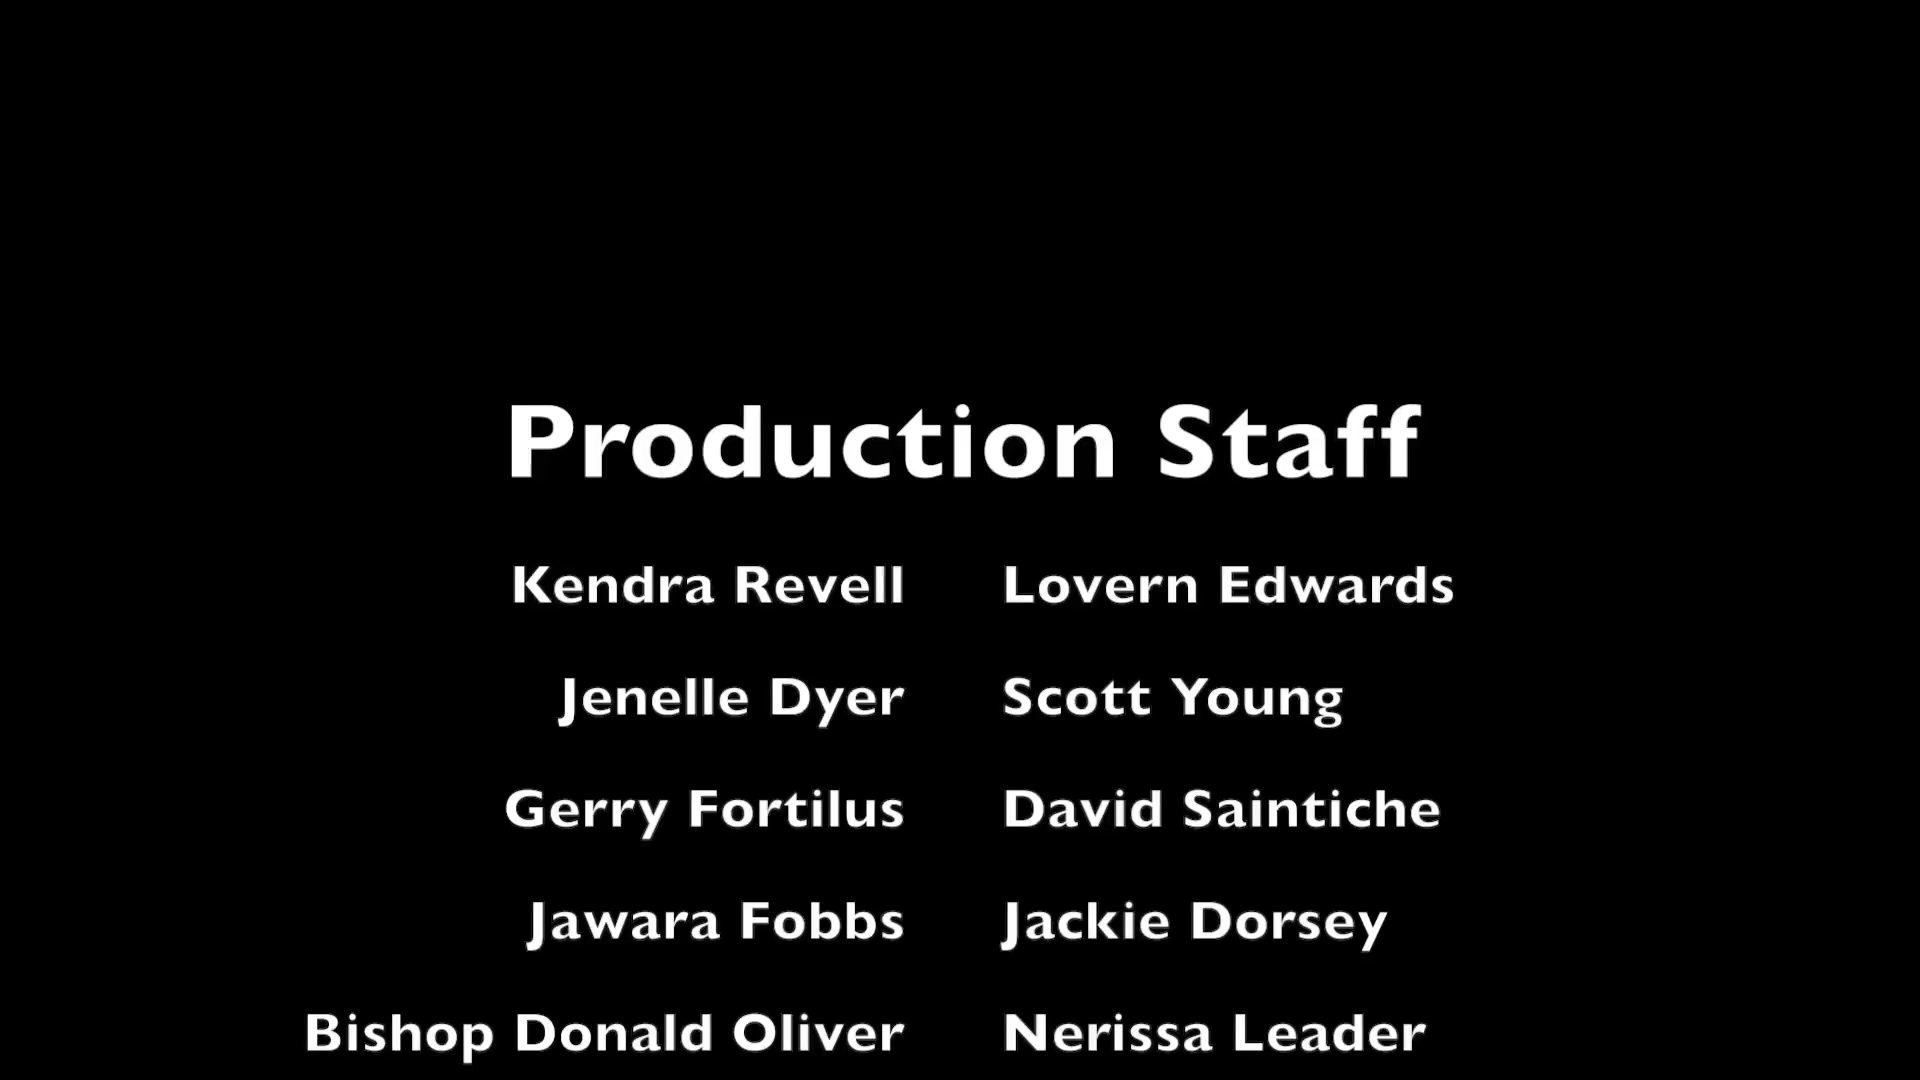 Production Staff
Kendra Revell Lovern Edwards
Jenelle Dyer Scott Young
Gerry Fortilus David Saintiche
Jawara Fobbs Jackie Dorsey
Bishop Donald Oliver Nerissa Leader